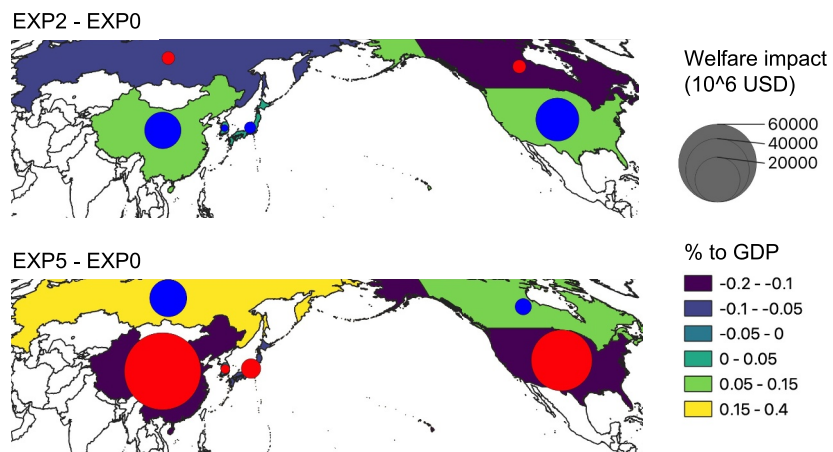 EXP2 - EXP0
Welfare impact
(10^6 USD)
60000
40000
20000
EXP5 - EXP0
% to GDP
-0.2 - -0.1
-0.1 - -0.05
-0.05 - 0
0 - 0.05
0.05 - 0.15
0.15 - 0.4